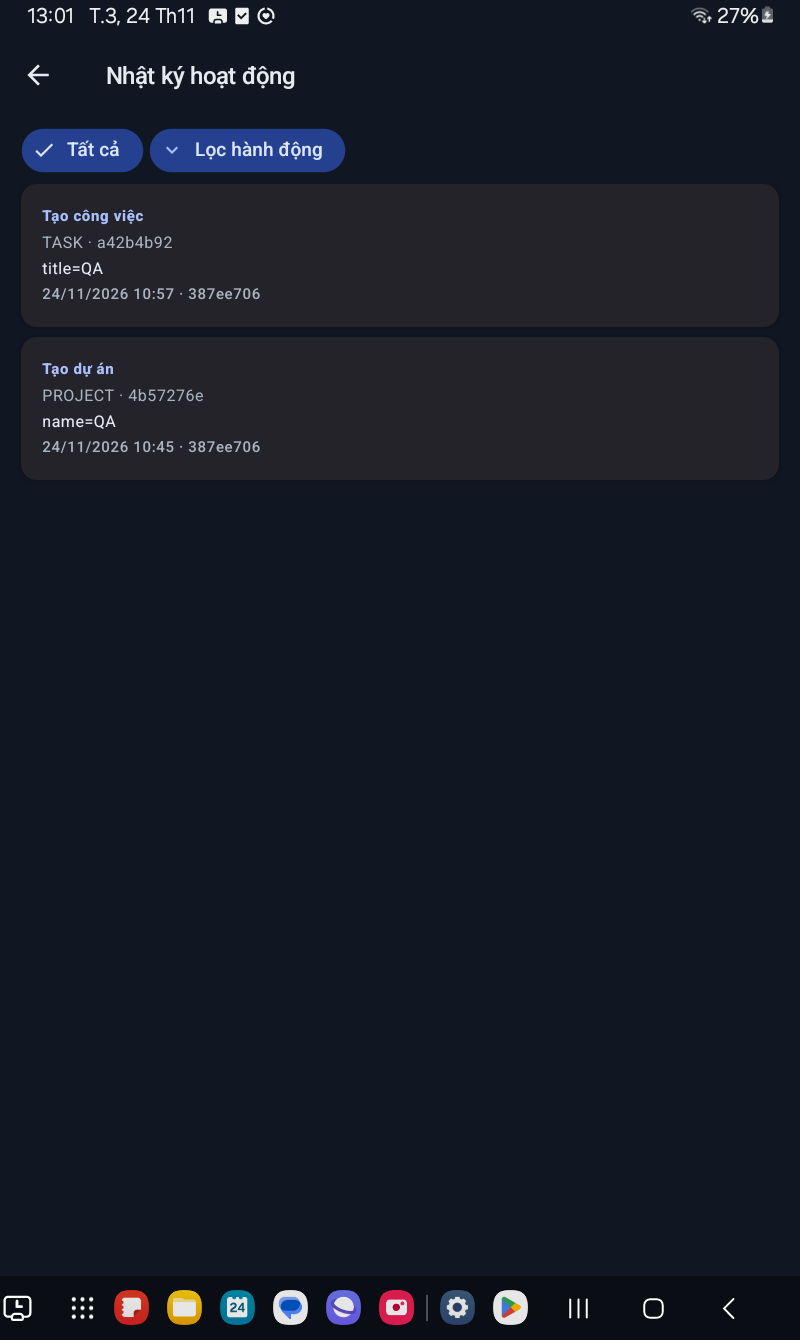 13:01 T.3, 24 Th11 27%
Nhật ký hoạt động
Tất cả Lọc hành động
Tạo công việc
TASK · a42b4b92
title=QA
24/11/2026 10:57 · 387ee706
Tạo dự án
PROJECT · 4b57276e
name=QA
24/11/2026 10:45 · 387ee706
24